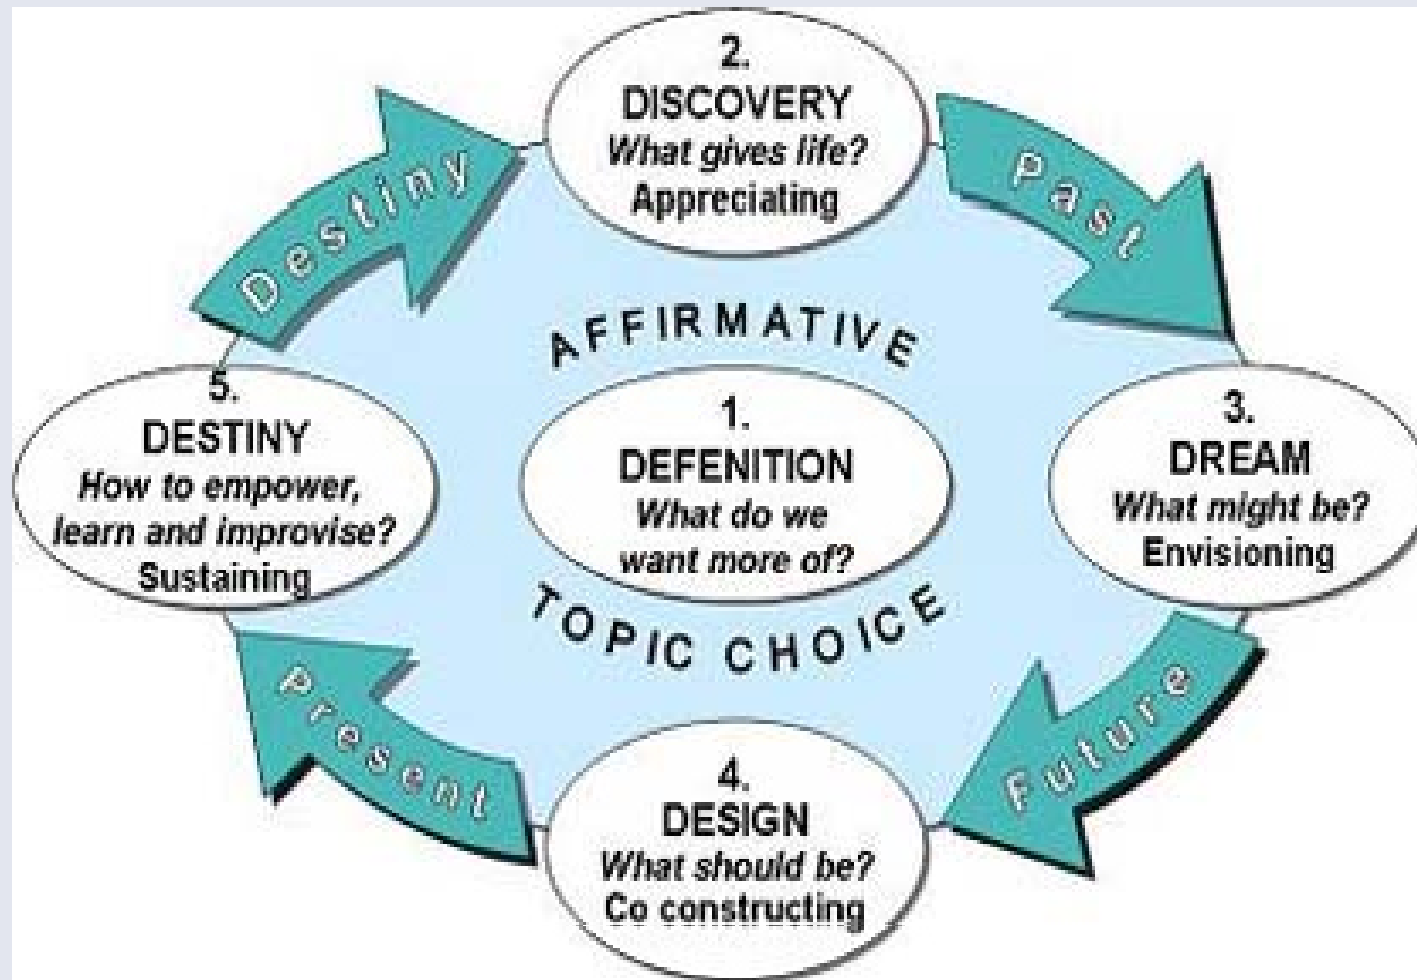 2.
DISCOVERY
What gives life?
Appreciating
Past
3.
DREAM
What might be?
Envisioning
Future
4.
DESIGN
What should be?
Co constructing
Present
5.
DESTINY
How to empower,
learn and improvise?
Sustaining
Destiny
AFFIRMATIVE
1.
DEFENITION
What do we
want more of?
TOPIC CHOICE